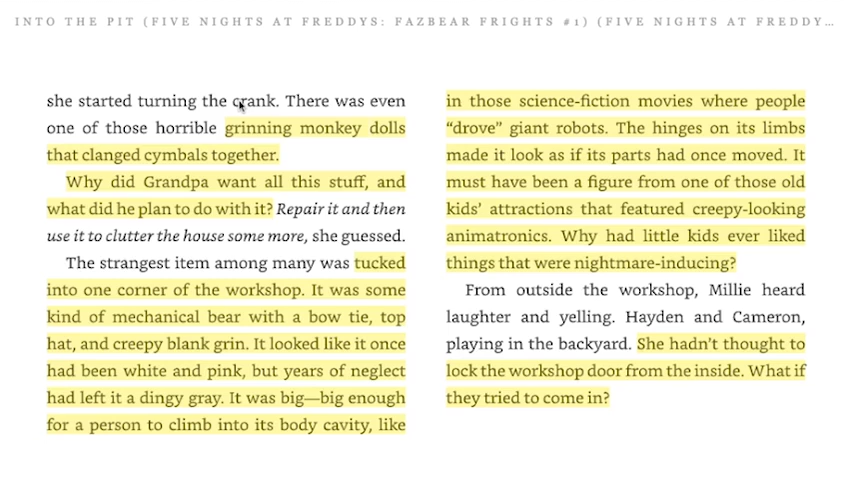 INTO THE PIT (FIVE NIGHTS AT FREDDYS: FAZBEAR FRIGHTS #1) (FIVE NIGHTS AT FREDDY…
she started turning the crank. There was even
one of those horrible grinning monkey dolls
that clanged cymbals together.
Why did Grandpa want all this stuff, and
what did he plan to do with it? Repair it and then
use it to clutter the house some more, she guessed.
The strangest item among many was tucked
into one corner of the workshop. It was some
kind of mechanical bear with a bow tie, top
hat, and creepy blank grin. It looked like it once
had been white and pink, but years of neglect
had left it a dingy gray. It was big—big enough
for a person to climb into its body cavity, like
in those science-fiction movies where people
“drove” giant robots. The hinges on its limbs
made it look as if its parts had once moved. It
must have been a figure from one of those old
kids’ attractions that featured creepy-looking
animatronics. Why had little kids ever liked
things that were nightmare-inducing?
From outside the workshop, Millie heard
laughter and yelling. Hayden and Cameron,
playing in the backyard. She hadn’t thought to
lock the workshop door from the inside. What if
they tried to come in?